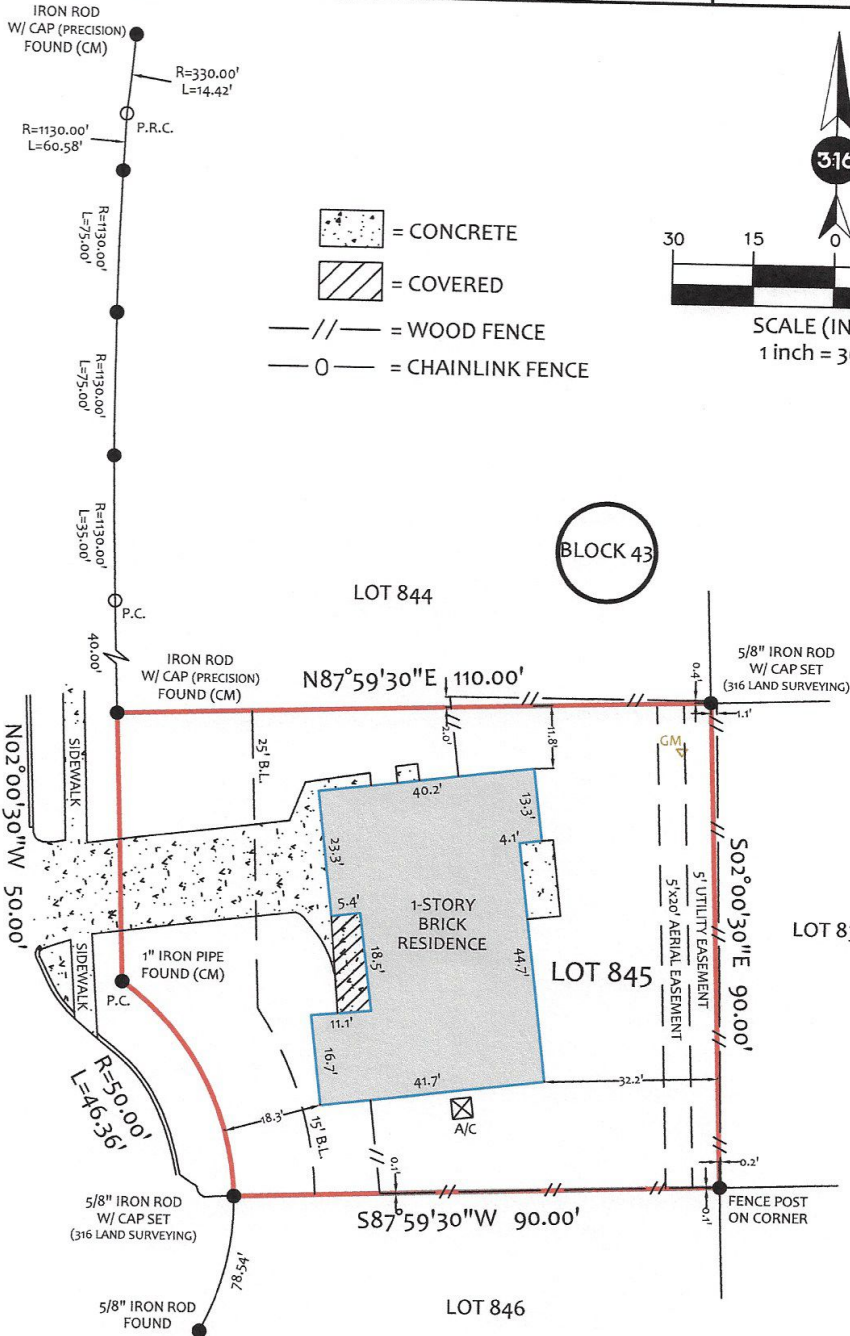 IRON ROD
W/ CAP (PRECISION)
FOUND (CM)
R=330.00'
L=14.42'
P.R.C.
R=1130.00'
L=60.58'
R=1130.00'
L=75.00'
R=1130.00'
L=75.00'
R=1130.00'
L=35.00'
P.C.
40.00'
= CONCRETE
= COVERED
= WOOD FENCE
O = CHAINLINK FENCE
316
30 15 0
SCALE (IN
1 inch = 3
BLOCK 43
LOT 844
IRON ROD
W/ CAP (PRECISION)
FOUND (CM)
N87°59'30"E 110.00'
0.4'
5/8" IRON ROD
W/ CAP SET
(316 LAND SURVEYING)
1.1'
2.0'
11.8'
GM
25' B.L.
SIDEWALK
N02°00'30"W 50.00'
40.2'
13.3'
4.1'
23.3'
5.4'
18.5'
1-STORY
BRICK
RESIDENCE
44.7'
LOT 845
5'X20' AERIAL EASEMENT
5' UTILITY EASEMENT
S02°00'30"E 90.00'
LOT 83
SIDEWALK
1" IRON PIPE
FOUND (CM)
P.C.
11.1'
16.7'
41.7'
32.2'
R=50.00'
L=46.36'
18.3'
15' B.L.
A/C
0.1'
0.2'
0.1'
5/8" IRON ROD
W/ CAP SET
(316 LAND SURVEYING)
S87°59'30"W 90.00'
FENCE POST
ON CORNER
78.54'
5/8" IRON ROD
FOUND
LOT 846